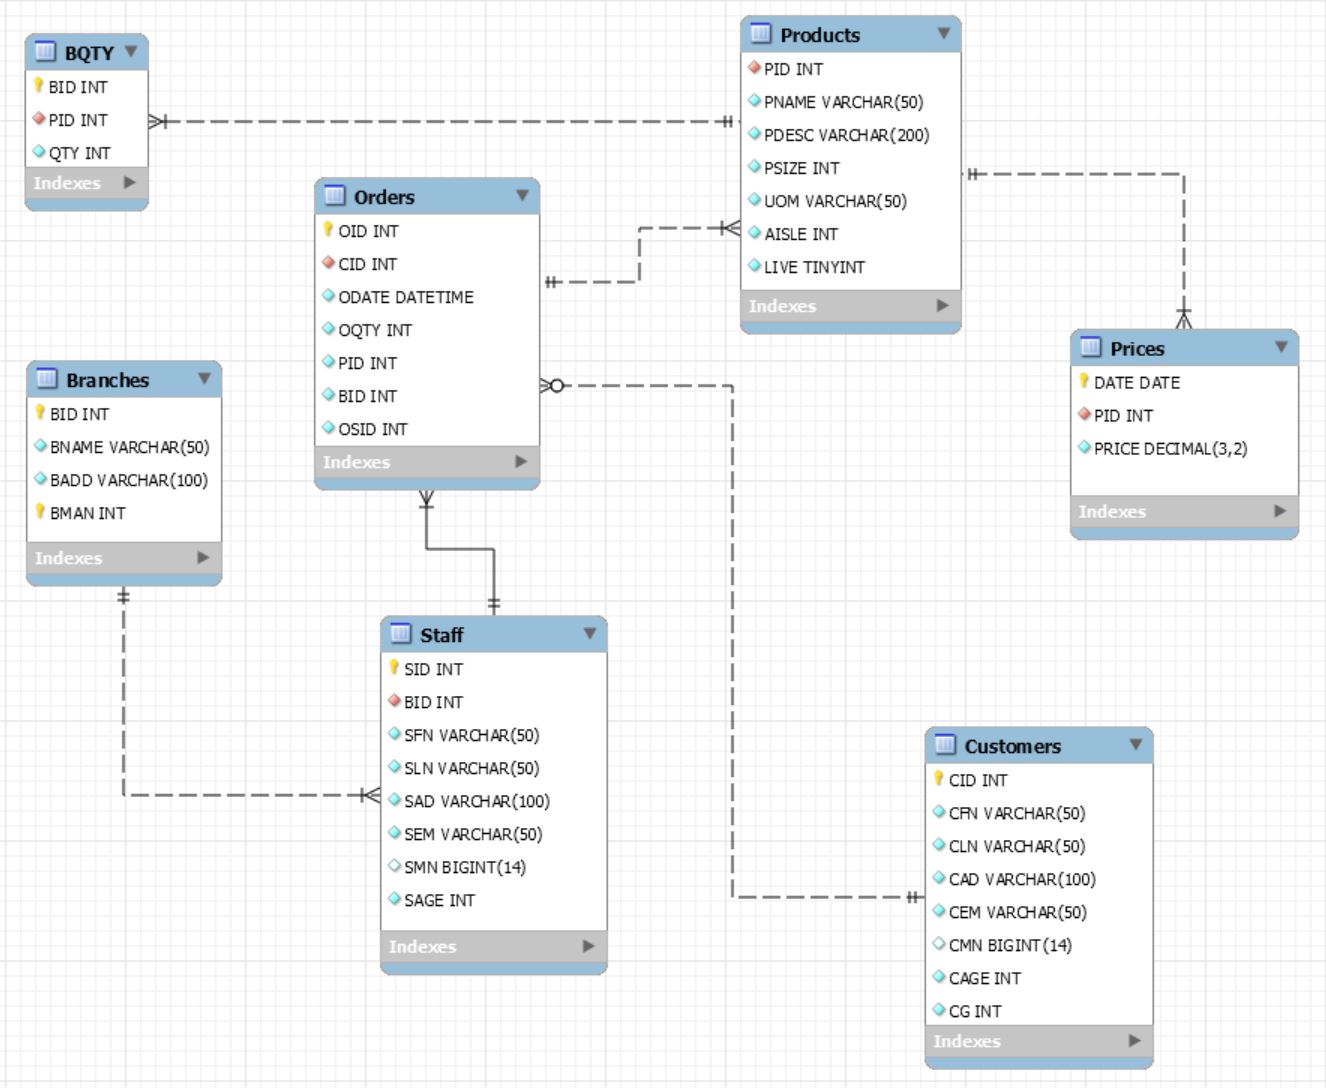 BQTY
BID INT
PID INT
QTY INT
Indexes
Products
PID INT
PNAME VARCHAR(50)
PDESC VARCHAR(200)
PSIZE INT
UOM VARCHAR(50)
AISLE INT
LIVE TINYINT
Indexes
Orders
OID INT
CID INT
ODATE DATETIME
OQTY INT
PID INT
BID INT
OSID INT
Indexes
Prices
DATE DATE
PID INT
PRICE DECIMAL(3,2)
Indexes
Branches
BID INT
BNAME VARCHAR(50)
BADD VARCHAR(100)
BMAN INT
Indexes
Staff
SID INT
BID INT
SFN VARCHAR(50)
SLN VARCHAR(50)
SAD VARCHAR(100)
SEM VARCHAR(50)
SMN BIGINT(14)
SAGE INT
Indexes
Customers
CID INT
CFN VARCHAR(50)
CLN VARCHAR(50)
CAD VARCHAR(100)
CEM VARCHAR(50)
CMN BIGINT(14)
CAGE INT
CG INT
Indexes